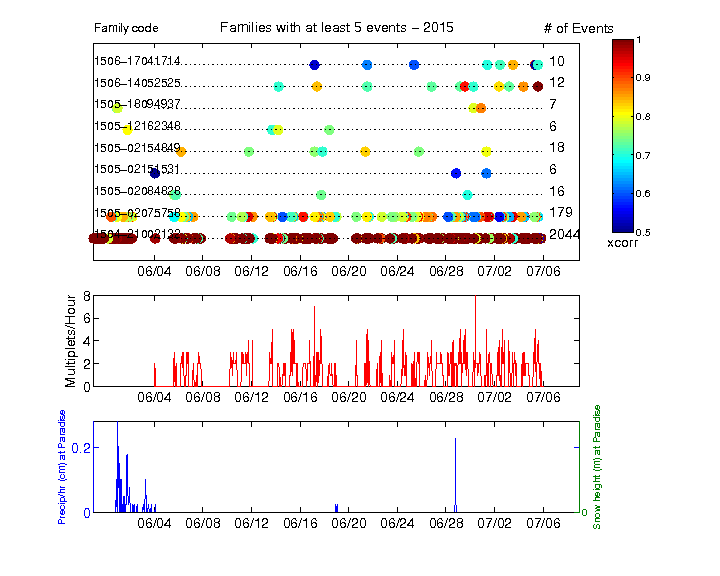 Family code Families with at least 5 events − 2015 # of Events
1506−17041714 10
1506−14052525 12
1505−18094937 7
1505−12162348 6
1505−02154849 18
1505−02151531 6
1505−02084828 16
1505−02075758 179
1504−21002132 2044
1
0.9
0.8
0.7
0.6
0.5
xcorr
06/04 06/08 06/12 06/16 06/20 06/24 06/28 07/02 07/06
Multiplets/Hour
8
6
4
2
0
06/04 06/08 06/12 06/16 06/20 06/24 06/28 07/02 07/06
Precip/hr (cm) at Paradise
0.2
0
0
Snow height (m) at Paradise
06/04 06/08 06/12 06/16 06/20 06/24 06/28 07/02 07/06